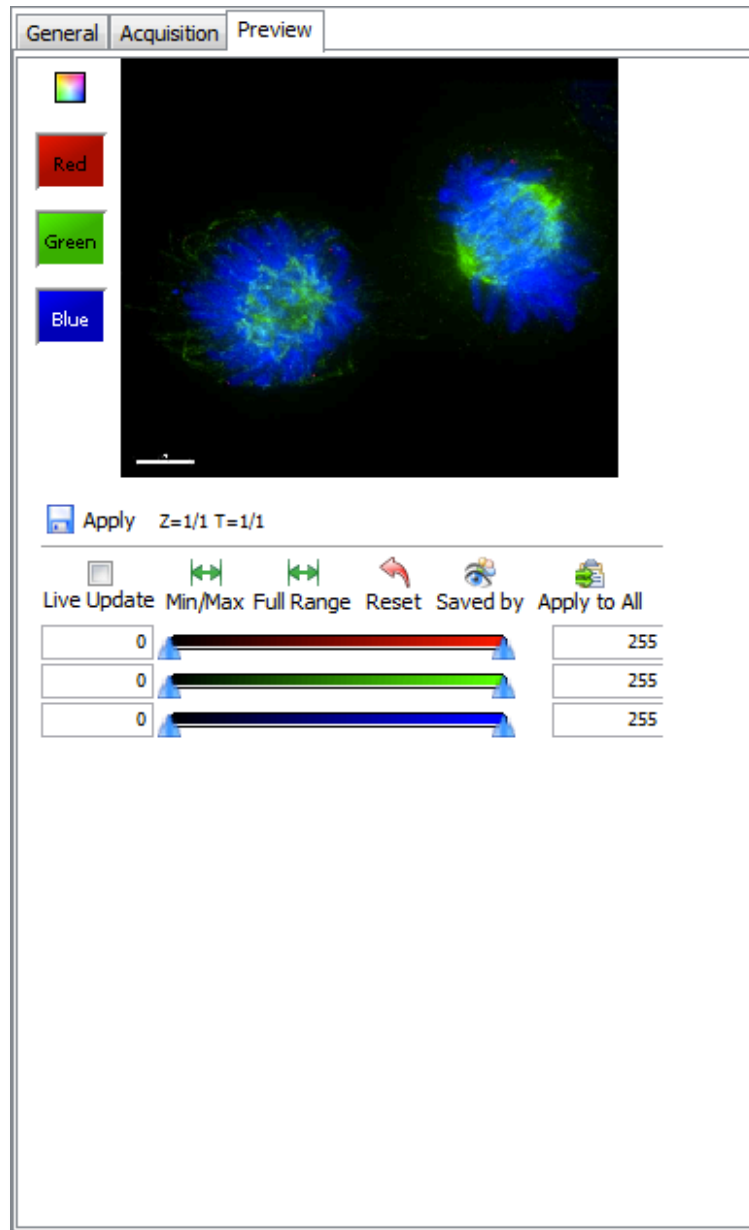 General Acquisition Preview
Red
Green
Blue
Apply Z=1/1 T=1/1
Live Update Min/Max Full Range Reset Saved by Apply to All
0 255
0 255
0 255